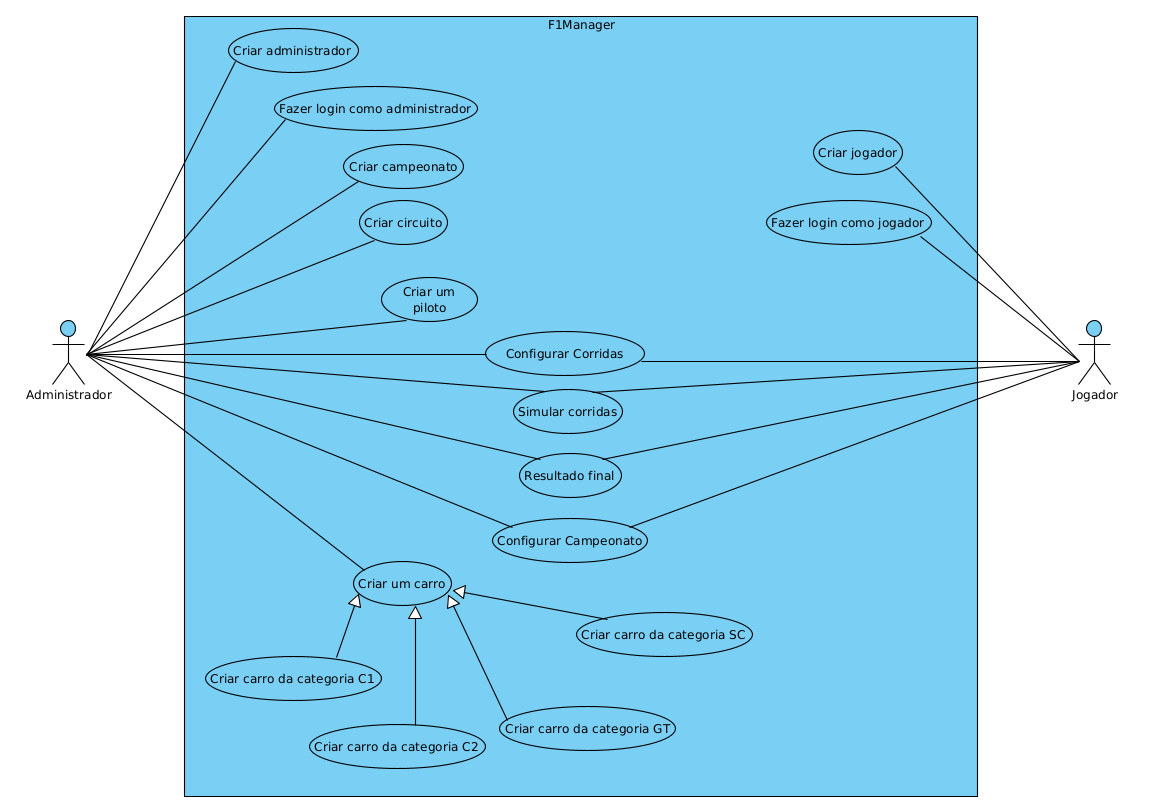 F1Manager
Criar administrador
Fazer login como administrador
Criar campeonato
Criar jogador
Criar circuito
Fazer login como jogador
Criar um
piloto
Configurar Corridas
Administrador
Jogador
Simular corridas
Resultado final
Configurar Campeonato
Criar um carro
Criar carro da categoria SC
Criar carro da categoria C1
Criar carro da categoria GT
Criar carro da categoria C2